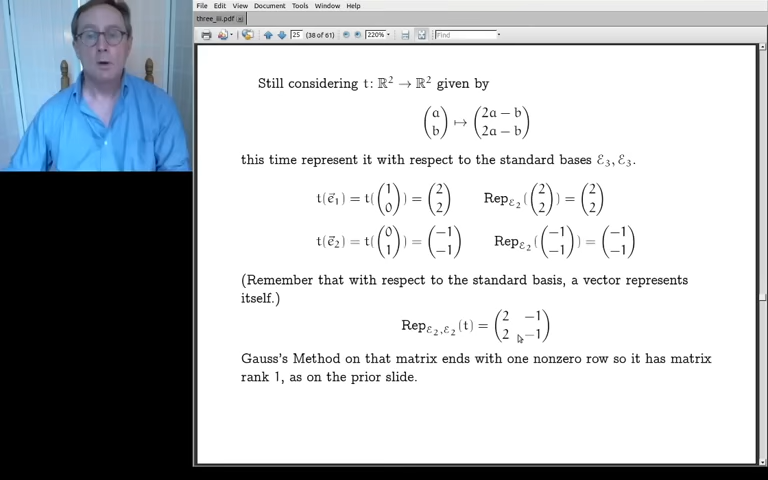 File Edit View Document Tools Window Help
three_iii.pdf
25 (38 of 61) 220% Find
Still considering t: ℝ² → ℝ² given by
(a b) ↦ (2a − b 2a − b)
this time represent it with respect to the standard bases ℰ₃, ℰ₃.
t(e⃗₁) = t((1 0)) = (2 2) Rep_ℰ₂((2 2)) = (2 2)
t(e⃗₂) = t((0 1)) = (−1 −1) Rep_ℰ₂((−1 −1)) = (−1 −1)
(Remember that with respect to the standard basis, a vector represents
itself.)
Rep_ℰ₂,ℰ₂(t) = (2 −1 2 −1)
Gauss's Method on that matrix ends with one nonzero row so it has matrix
rank 1, as on the prior slide.